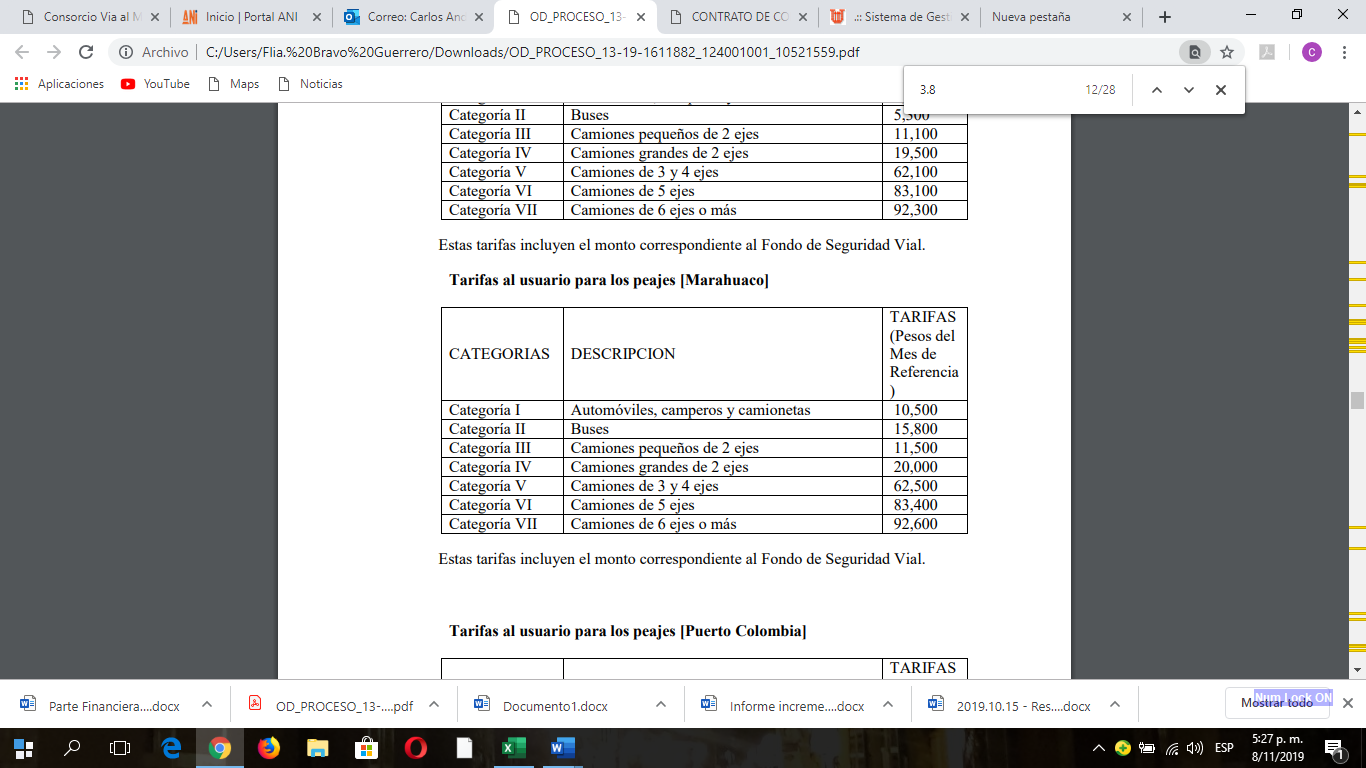 Consorcio Via al M
Inicio | Portal ANI
Correo: Carlos And
OD_PROCESO_13-
CONTRATO DE CO
.:: Sistema de Gest
Nueva pestaña
Archivo | C:/Users/Flia.%20Bravo%20Guerrero/Downloads/OD_PROCESO_13-19-1611882_124001001_10521559.pdf
C
Aplicaciones YouTube Maps Noticias
3.8 12/28
Categoría II Buses 5,300
Categoría III Camiones pequeños de 2 ejes 11,100
Categoría IV Camiones grandes de 2 ejes 19,500
Categoría V Camiones de 3 y 4 ejes 62,100
Categoría VI Camiones de 5 ejes 83,100
Categoría VII Camiones de 6 ejes o más 92,300
Estas tarifas incluyen el monto correspondiente al Fondo de Seguridad Vial.
Tarifas al usuario para los peajes [Marahuaco]
CATEGORIAS DESCRIPCION TARIFAS
(Pesos del
Mes de
Referencia
)
Categoría I Automóviles, camperos y camionetas 10,500
Categoría II Buses 15,800
Categoría III Camiones pequeños de 2 ejes 11,500
Categoría IV Camiones grandes de 2 ejes 20,000
Categoría V Camiones de 3 y 4 ejes 62,500
Categoría VI Camiones de 5 ejes 83,400
Categoría VII Camiones de 6 ejes o más 92,600
Estas tarifas incluyen el monto correspondiente al Fondo de Seguridad Vial.
Tarifas al usuario para los peajes [Puerto Colombia]
TARIFAS
Parte Financiera....docx
OD_PROCESO_13-....pdf
Documento1.docx
Informe increme....docx
2019.10.15 - Res....docx
Mostrar todo
Num Lock ON
ESP
5:27 p. m.
8/11/2019
1